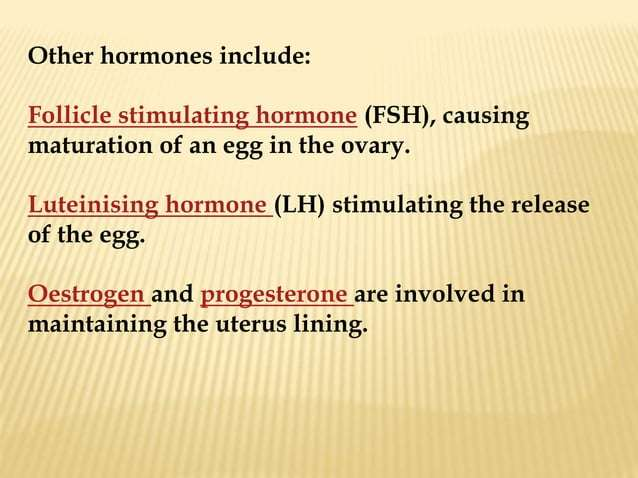 Other hormones include:
Follicle stimulating hormone (FSH), causing
maturation of an egg in the ovary.
Luteinising hormone (LH) stimulating the release
of the egg.
Oestrogen and progesterone are involved in
maintaining the uterus lining.